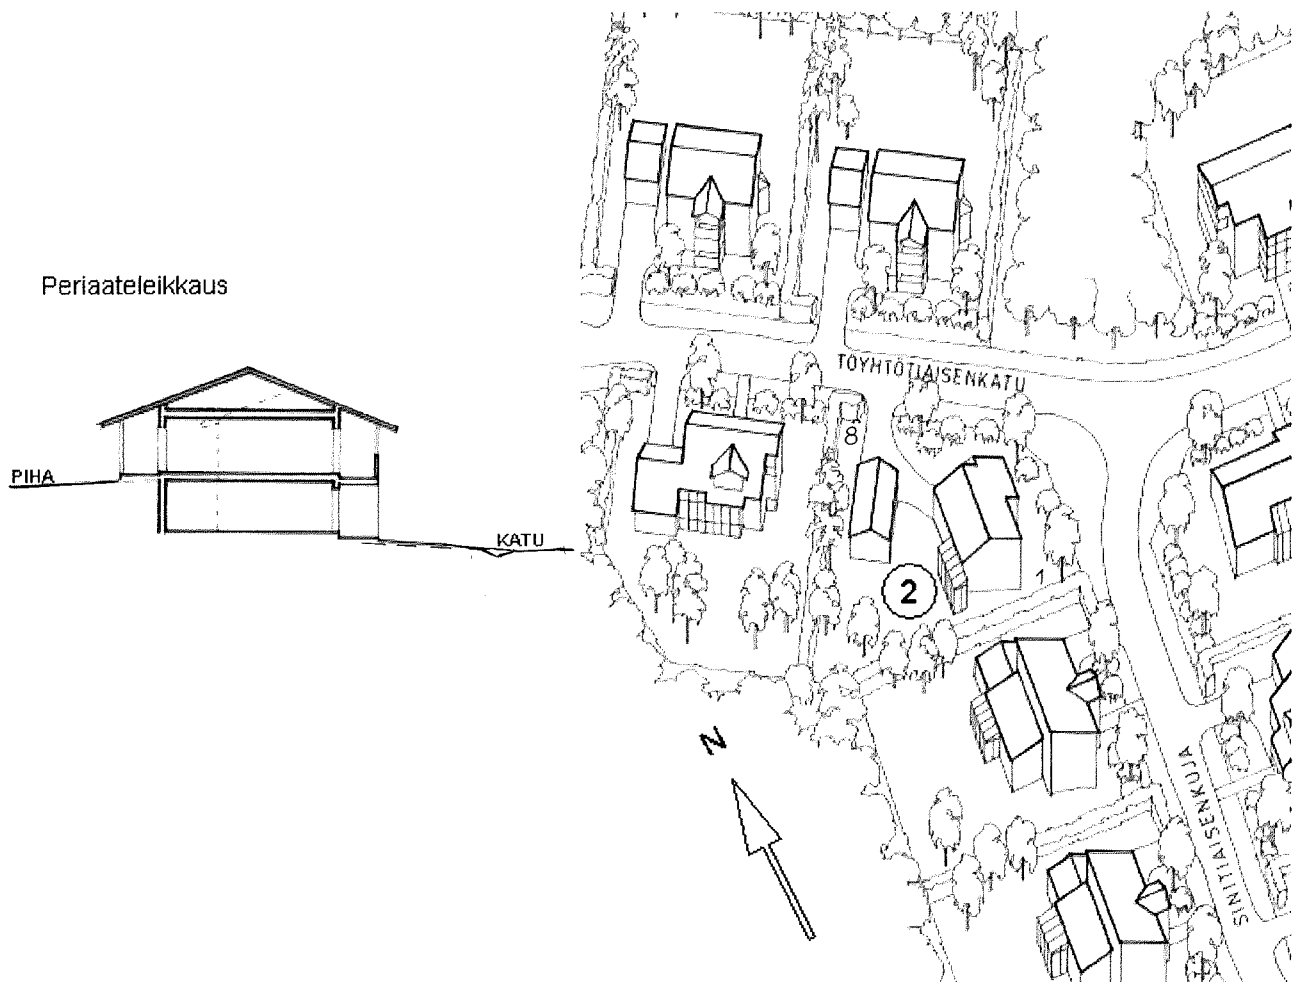 Periaateleikkaus
PIHA
KATU
TÖYHTÖTIAISENKATU
8
2
1
N
SINITIAISENKUJA